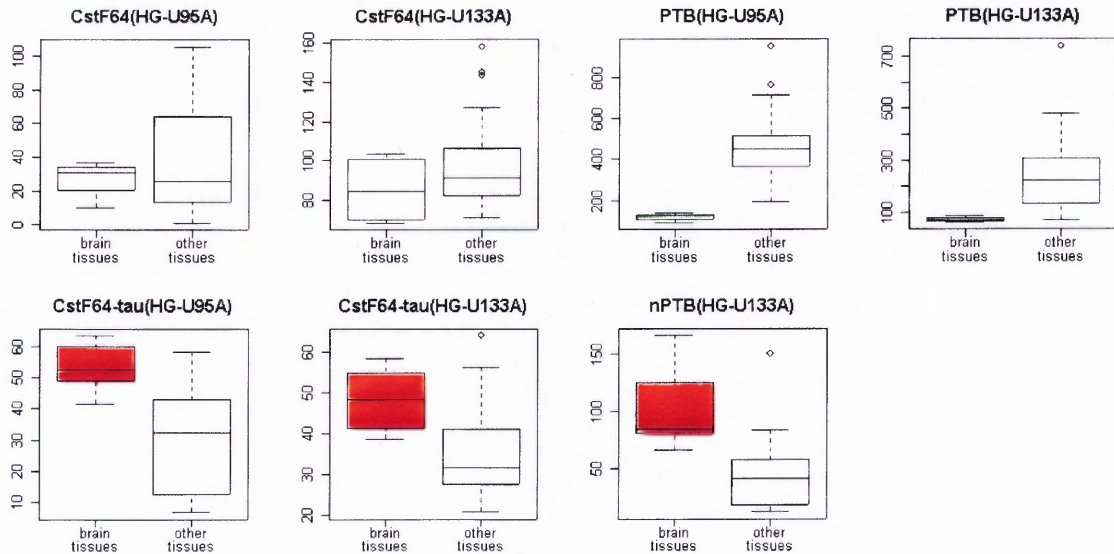 CstF64(HG-U95A)
100
80
60
40
20
0
brain
tissues
other
tissues
CstF64(HG-U133A)
160
140
120
100
80
brain
tissues
other
tissues
PTB(HG-U95A)
800
600
400
200
brain
tissues
other
tissues
PTB(HG-U133A)
700
500
300
100
brain
tissues
other
tissues
CstF64-tau(HG-U95A)
60
50
40
30
20
10
brain
tissues
other
tissues
CstF64-tau(HG-U133A)
60
50
40
30
20
brain
tissues
other
tissues
nPTB(HG-U133A)
150
100
50
brain
tissues
other
tissues